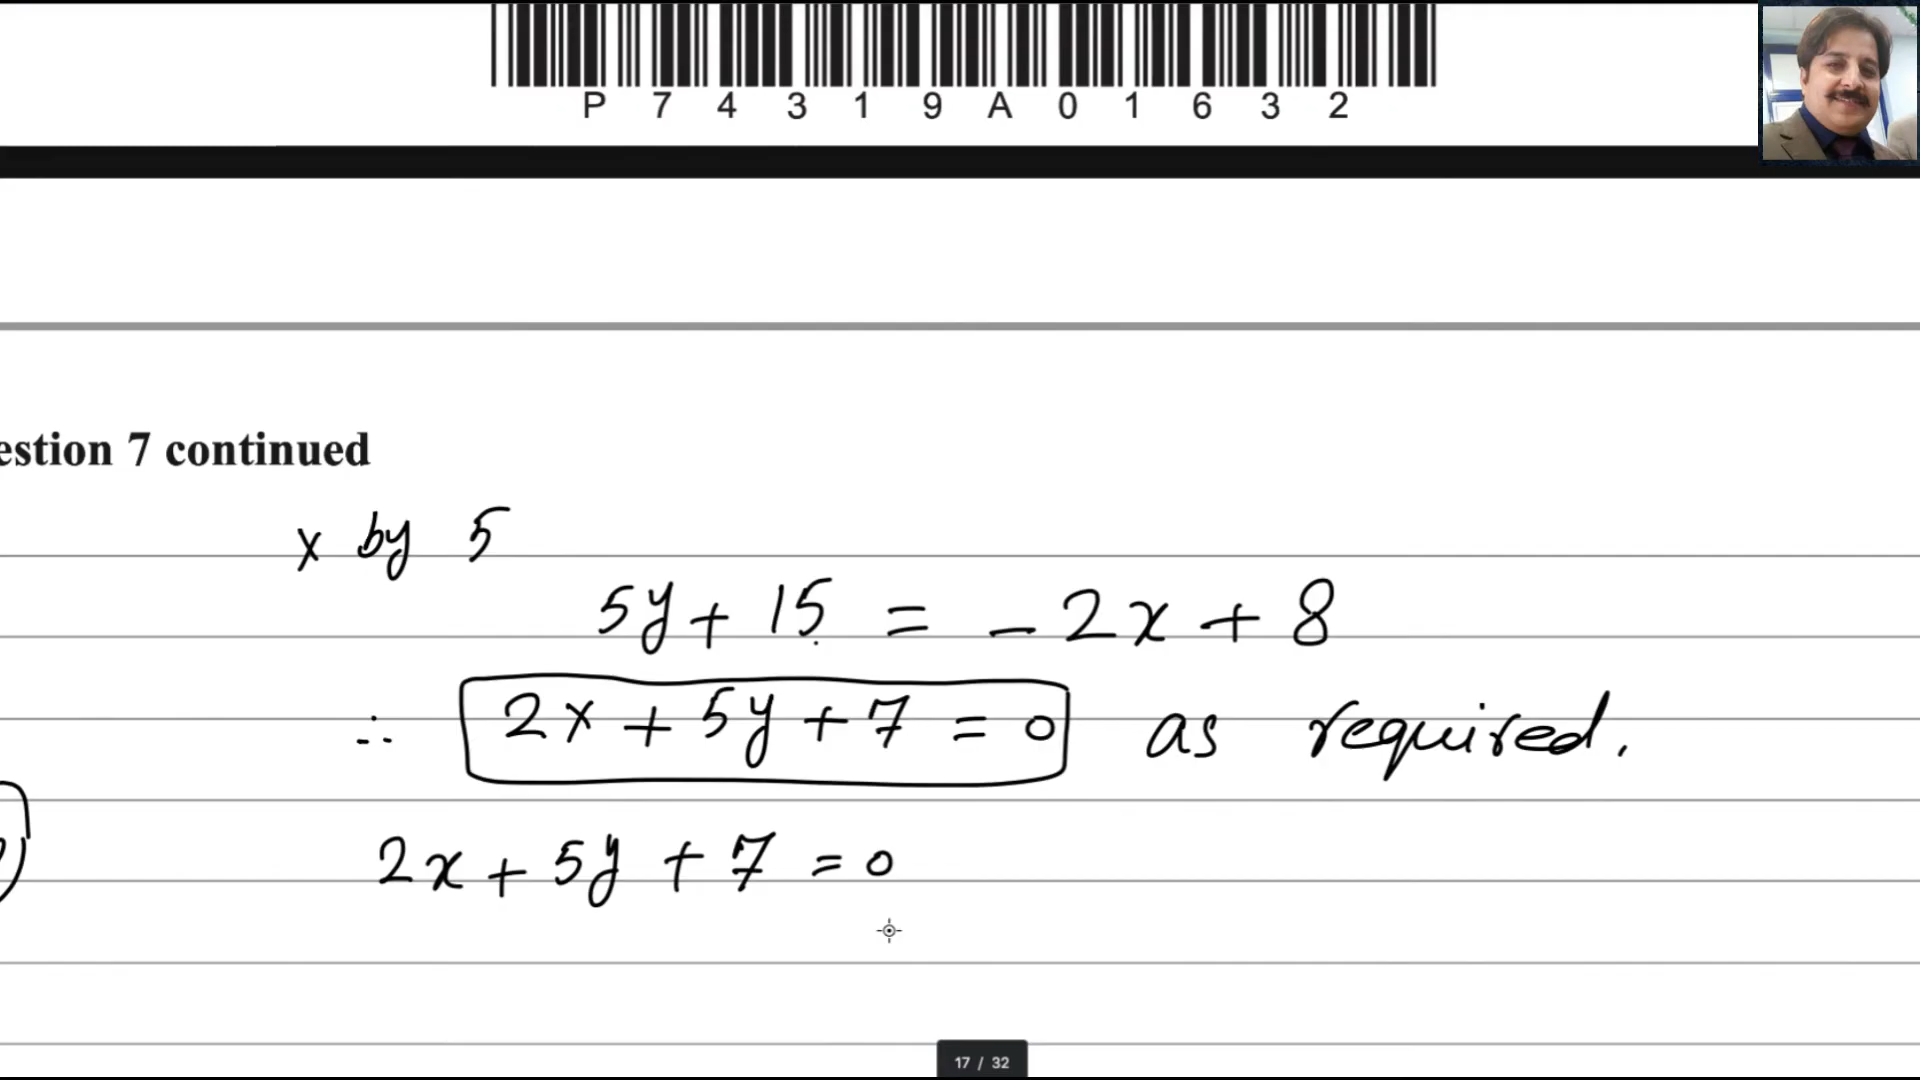 P 7 4 3 1 9 A 0 1 6 3 2
estion 7 continued
x by 5
5y + 15 = - 2x + 8
∴ 2x + 5y + 7 = 0 as required.
2x + 5y + 7 = 0
17 / 32